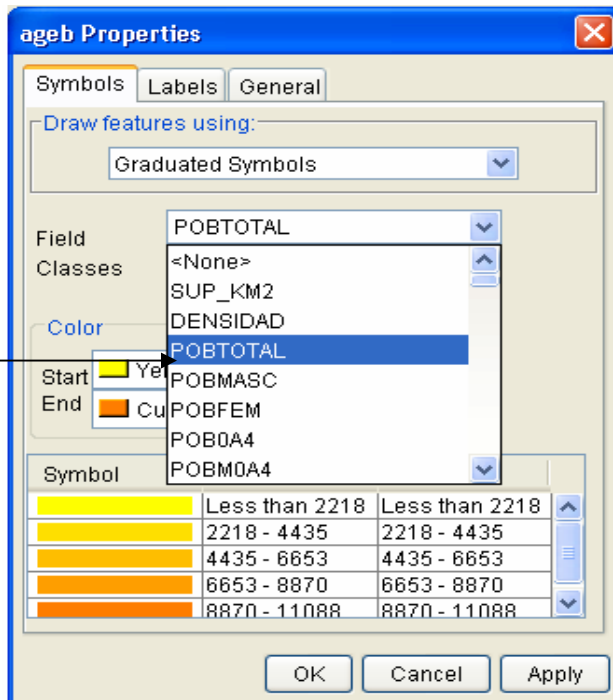 ageb Properties
Symbols Labels General
Draw features using:
Graduated Symbols
Field POBTOTAL
Classes <None>
SUP_KM2
DENSIDAD
Color
POBTOTAL
Start Ye POBMASC
End Cu POBFEM
POB0A4
Symbol POBM0A4
Less than 2218 Less than 2218
2218 - 4435 2218 - 4435
4435 - 6653 4435 - 6653
6653 - 8870 6653 - 8870
8870 - 11088 8870 - 11088
OK Cancel Apply